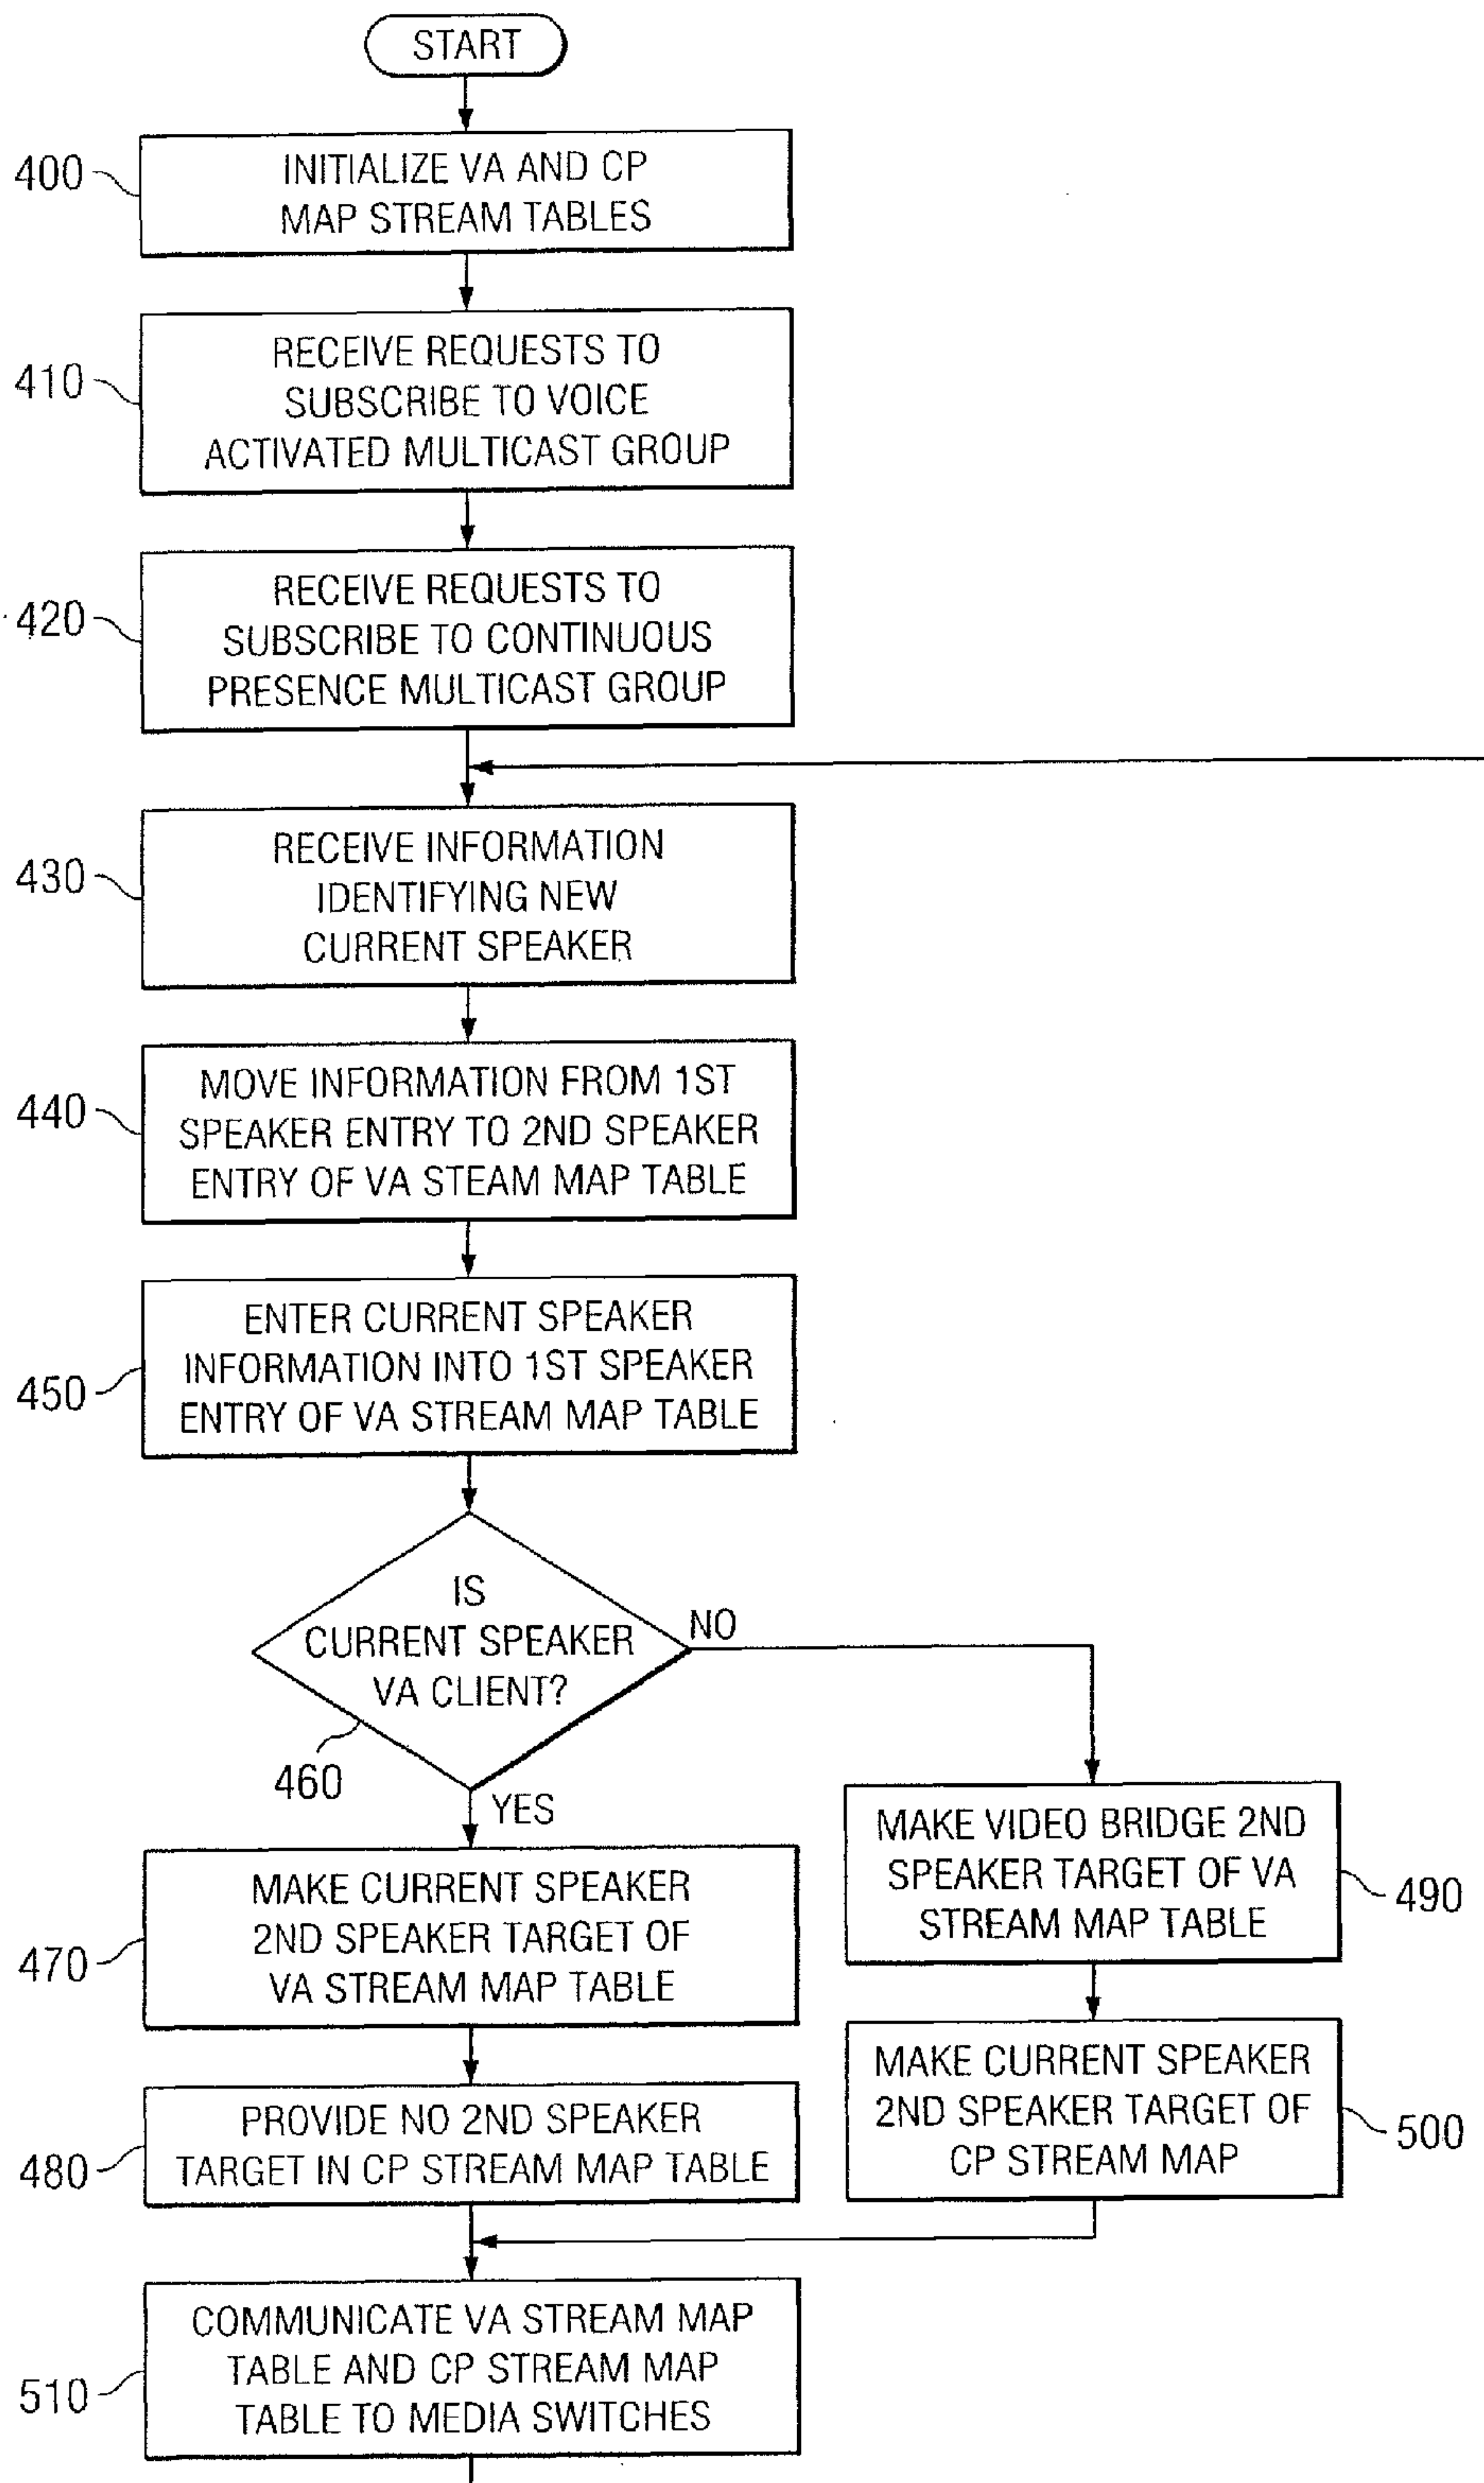 START
400
INITIALIZE VA AND CP
MAP STREAM TABLES
410
RECEIVE REQUESTS TO
SUBSCRIBE TO VOICE
ACTIVATED MULTICAST GROUP
420
RECEIVE REQUESTS TO
SUBSCRIBE TO CONTINUOUS
PRESENCE MULTICAST GROUP
430
RECEIVE INFORMATION
IDENTIFYING NEW
CURRENT SPEAKER
440
MOVE INFORMATION FROM 1ST
SPEAKER ENTRY TO 2ND SPEAKER
ENTRY OF VA STEAM MAP TABLE
450
ENTER CURRENT SPEAKER
INFORMATION INTO 1ST SPEAKER
ENTRY OF VA STREAM MAP TABLE
IS
CURRENT SPEAKER
VA CLIENT?
460
NO
YES
470
MAKE CURRENT SPEAKER
2ND SPEAKER TARGET OF
VA STREAM MAP TABLE
480
PROVIDE NO 2ND SPEAKER
TARGET IN CP STREAM MAP TABLE
MAKE VIDEO BRIDGE 2ND
SPEAKER TARGET OF VA
STREAM MAP TABLE
490
MAKE CURRENT SPEAKER
2ND SPEAKER TARGET OF
CP STREAM MAP
500
510
COMMUNICATE VA STREAM MAP
TABLE AND CP STREAM MAP
TABLE TO MEDIA SWITCHES